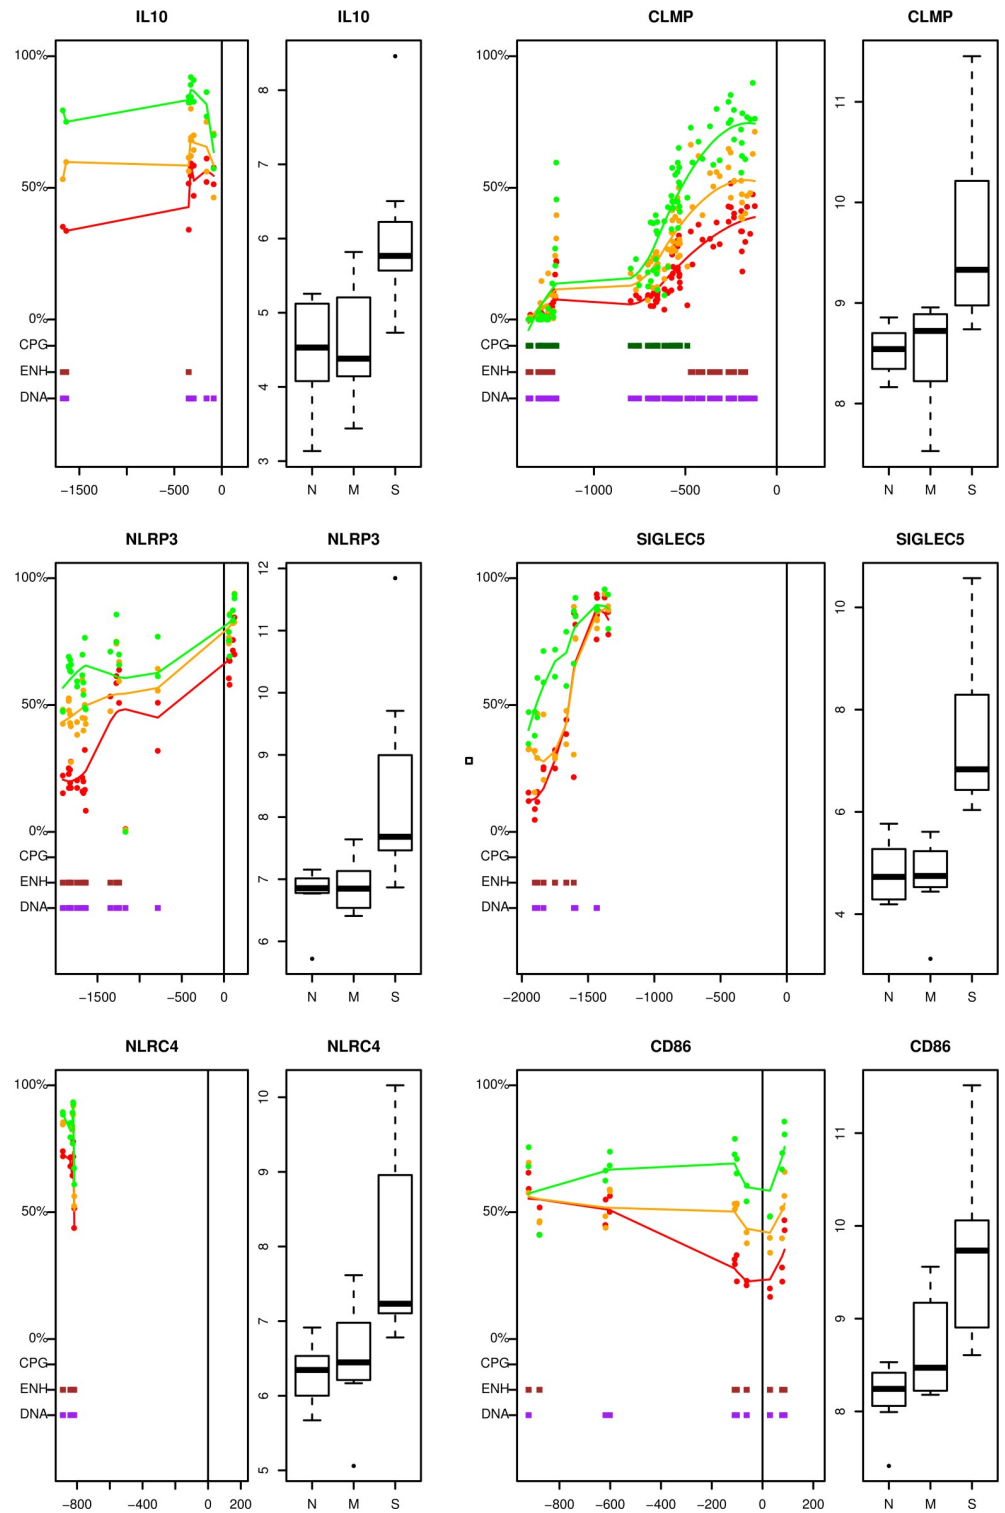 IL10 IL10 CLMP CLMP
100%
50%
0%
CPG
ENH
DNA
−1500 −500 0
8
7
6
5
4
3
N M S
100%
50%
0%
CPG
ENH
DNA
−1000 −500 0
11
10
9
8
N M S
NLRP3 NLRP3 SIGLEC5 SIGLEC5
100%
50%
0%
CPG
ENH
DNA
−1500 −500 0
12
11
10
9
8
7
6
N M S
100%
50%
0%
CPG
ENH
DNA
−2000 −1500 −1000 −500 0
10
8
6
4
N M S
NLRC4 NLRC4 CD86 CD86
100%
50%
0%
CPG
ENH
DNA
−800 −400 0 200
10
9
8
7
6
5
N M S
100%
50%
0%
CPG
ENH
DNA
−800 −600 −400 −200 0 200
11
10
9
8
N M S